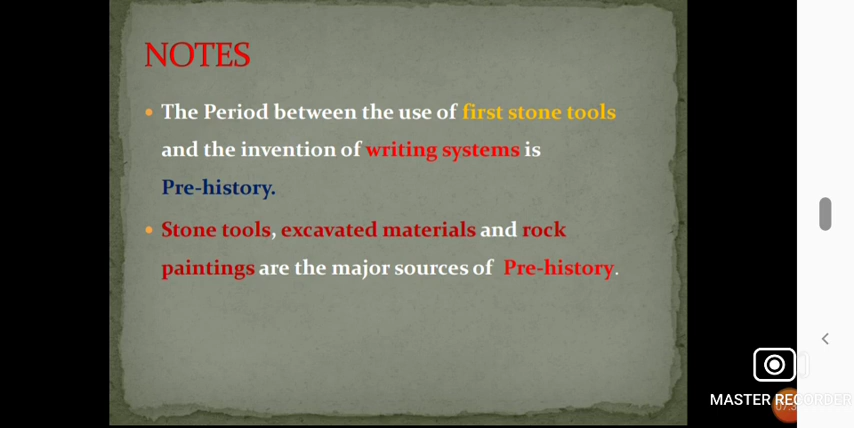 NOTES
• The Period between the use of first stone tools
and the invention of writing systems is
Pre-history.
• Stone tools, excavated materials and rock
paintings are the major sources of Pre-history.
MASTER RECORDER